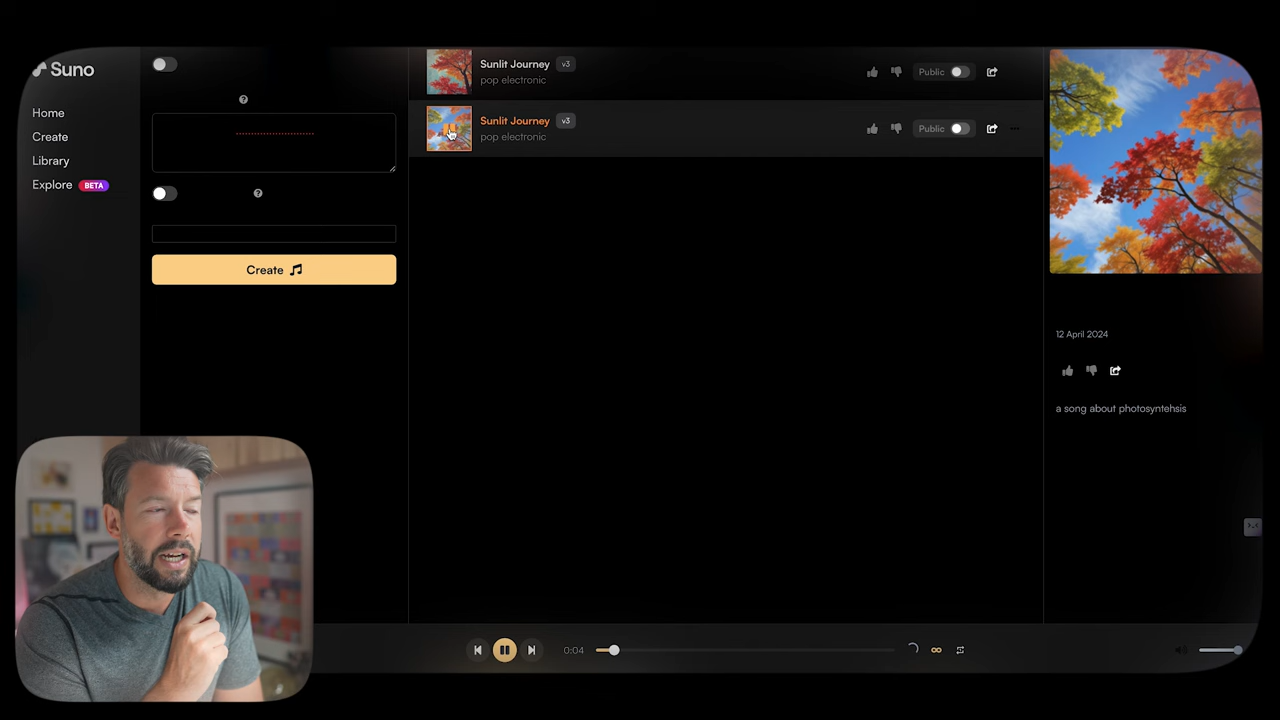 Suno
Home
Create
Library
Explore BETA
Create
Sunlit Journey v3
pop electronic
Public
Sunlit Journey v3
pop electronic
Public
12 April 2024
a song about photosyntehsis
0:04